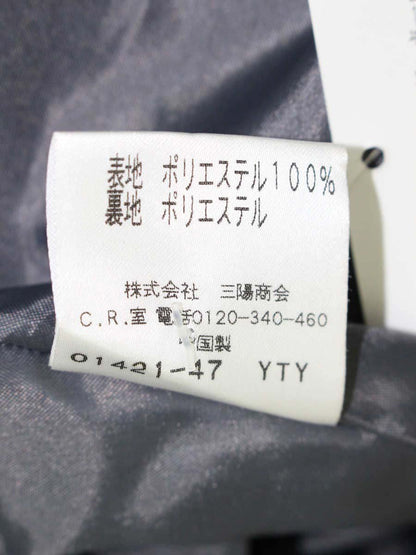 表地 ポリエステル100%
裏地 ポリエステル
株式会社 三陽商会
C.R.室 電話0120-340-460
中国製
01421-47 YTY